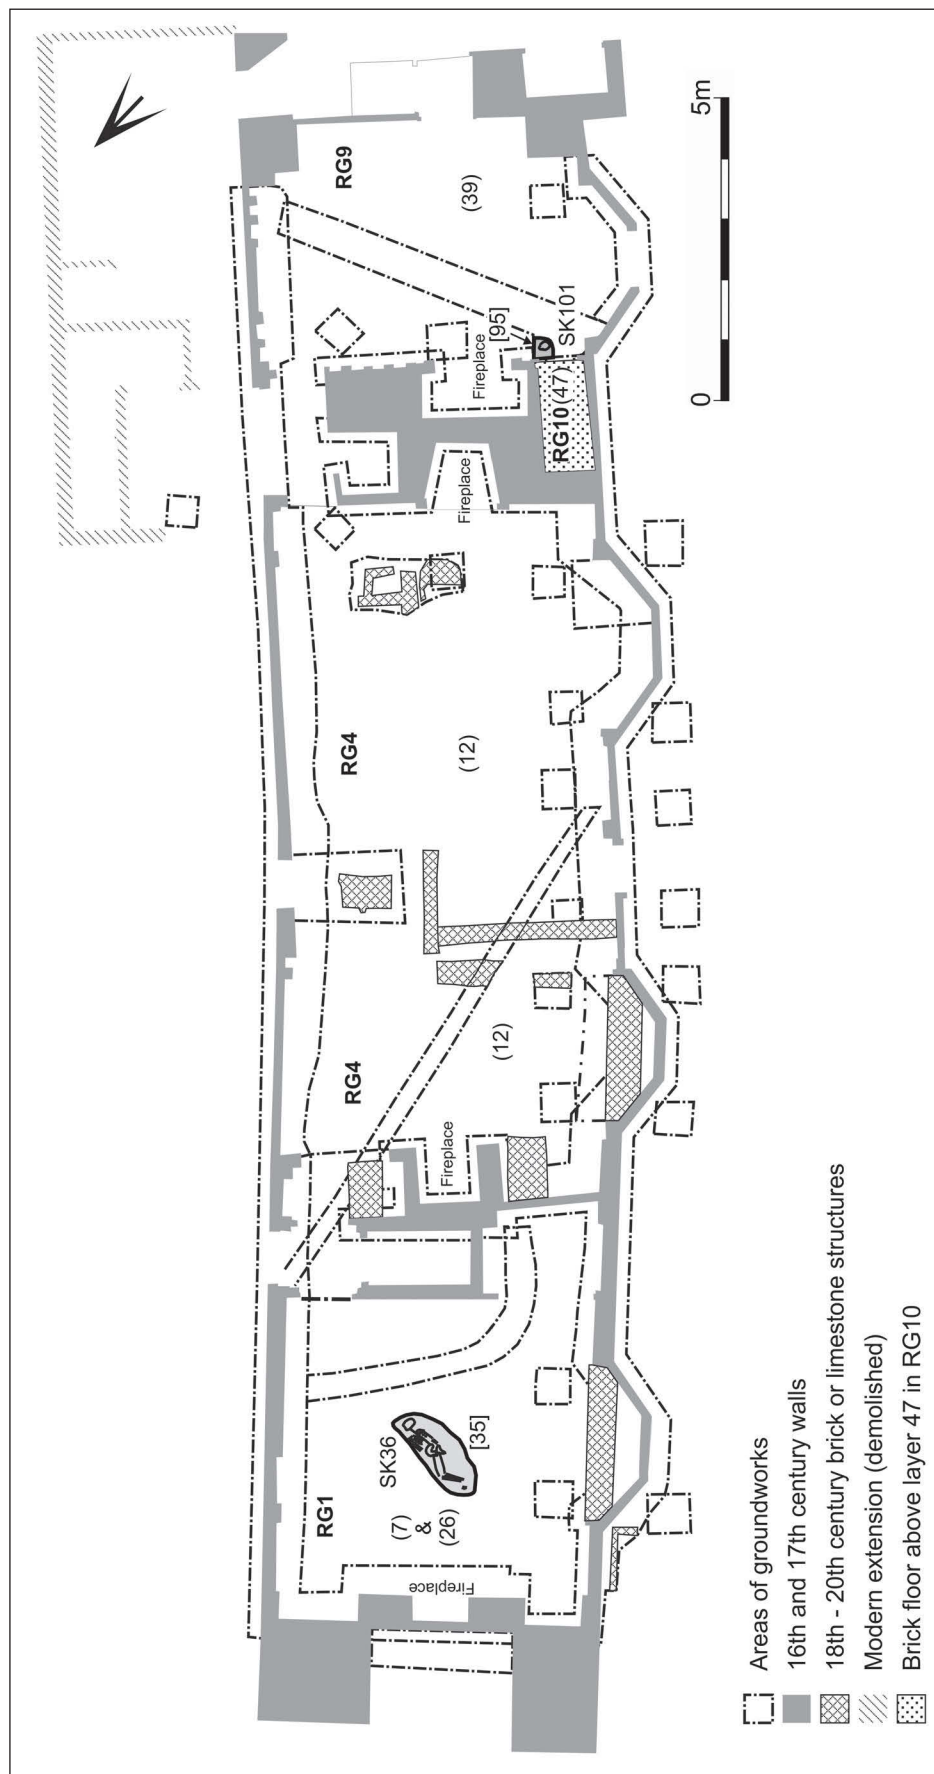 RG1
(7)
&
(26)
SK36
[35]
Fireplace
RG4
(12)
Fireplace
RG4
(12)
Fireplace
RG10
(47)
Fireplace
[95]
SK101
RG9
(39)
0
5m
Areas of groundworks
16th and 17th century walls
18th - 20th century brick or limestone structures
Modern extension (demolished)
Brick floor above layer 47 in RG10